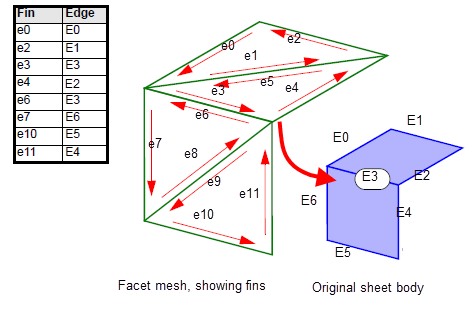 Fin Edge
e0 E0
e2 E1
e3 E3
e4 E2
e6 E3
e7 E6
e10 E5
e11 E4
e0
e2
e1
e5
e3
e4
e6
e7
e8
e9
e10
e11
E0
E1
E3
E2
E6
E4
E5
Facet mesh, showing fins
Original sheet body